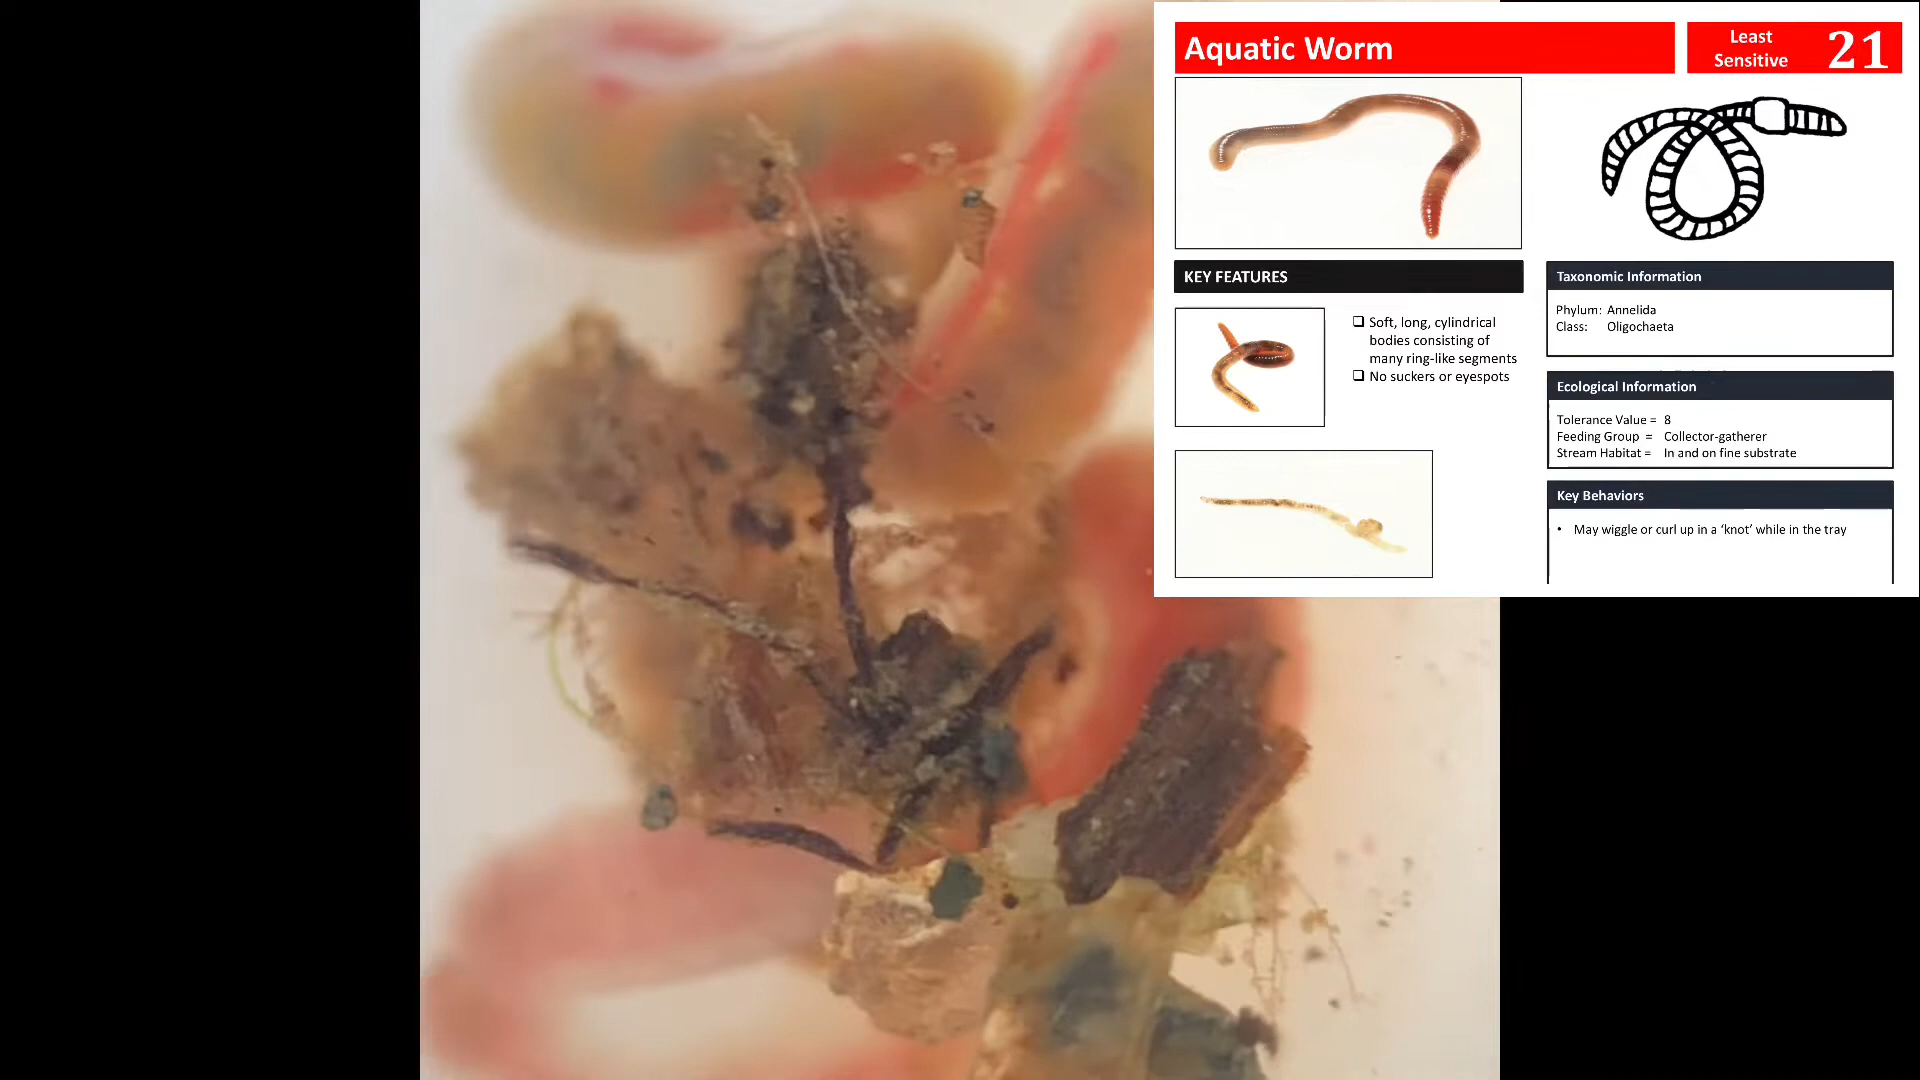 Aquatic Worm
Least
Sensitive
21
KEY FEATURES
❑ Soft, long, cylindrical
bodies consisting of
many ring-like segments
❑ No suckers or eyespots
Taxonomic Information
Phylum: Annelida
Class: Oligochaeta
Ecological Information
Tolerance Value = 8
Feeding Group = Collector-gatherer
Stream Habitat = In and on fine substrate
Key Behaviors
• May wiggle or curl up in a ‘knot’ while in the tray